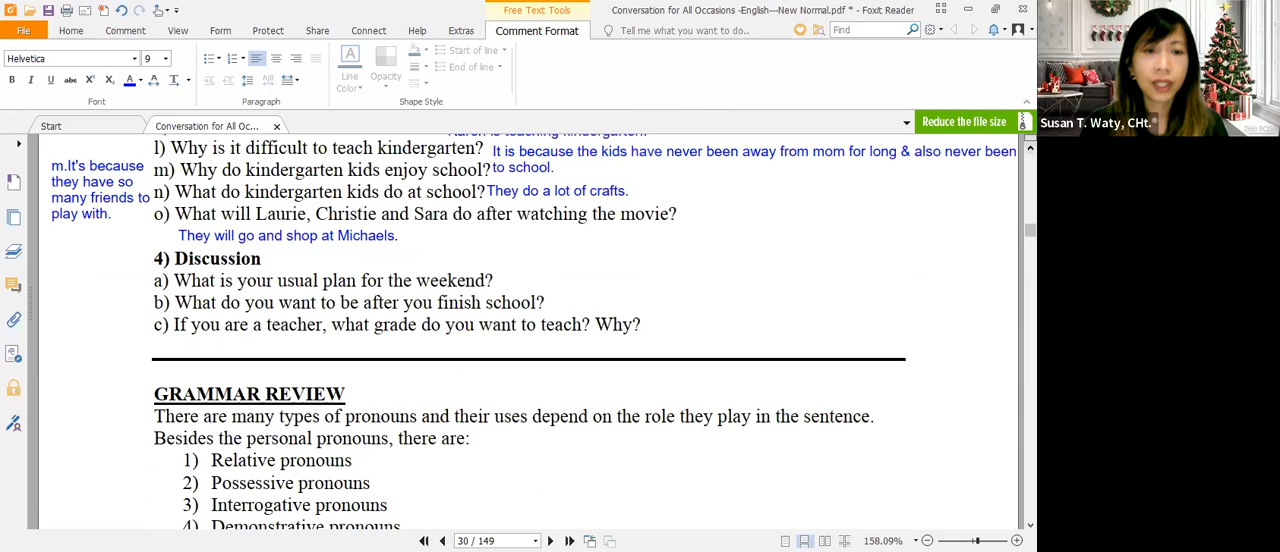 Free Text Tools
Conversation for All Occasions -English---New Normal.pdf * - Foxit Reader
File Home Comment View Form Protect Share Connect Help Extras Comment Format Tell me what you want to do.. Find
Helvetica 9
Line Color
Opacity
Start of line
End of line
B I U abc X² X₂ A A T
Font Paragraph Shape Style
Start Conversation for All Oc... × Reduce the file size
Karen is teaching kindergarten.
l) Why is it difficult to teach kindergarten? It is because the kids have never been away from mom for long & also never been
m) Why do kindergarten kids enjoy school? to school.
m.It's because
they have so
many friends to
play with.
n) What do kindergarten kids do at school? They do a lot of crafts.
o) What will Laurie, Christie and Sara do after watching the movie?
They will go and shop at Michaels.
4) Discussion
a) What is your usual plan for the weekend?
b) What do you want to be after you finish school?
c) If you are a teacher, what grade do you want to teach? Why?
GRAMMAR REVIEW
There are many types of pronouns and their uses depend on the role they play in the sentence.
Besides the personal pronouns, there are:
1) Relative pronouns
2) Possessive pronouns
3) Interrogative pronouns
4) Demonstrative pronouns
30 / 149
158.09%
Susan T. Waty, CHt.®